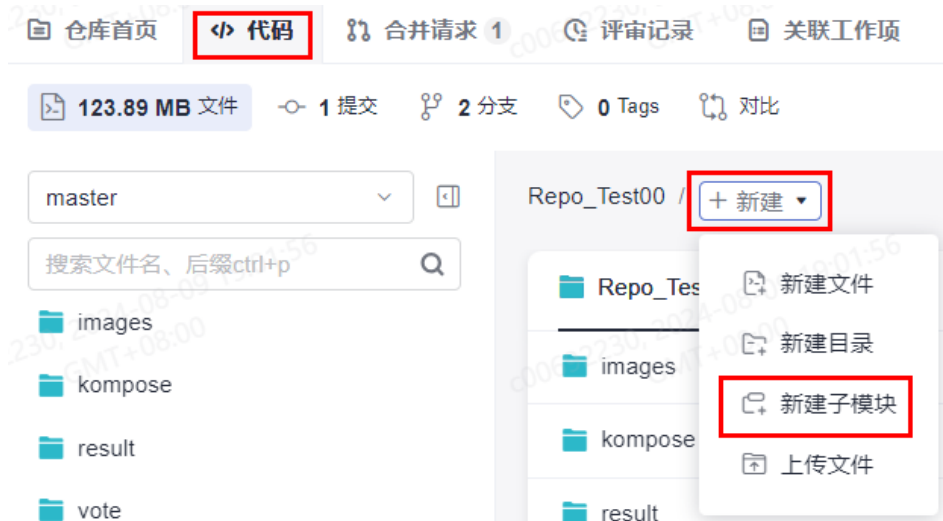 仓库首页 </> 代码 合并请求 1 评审记录 关联工作项
123.89 MB 文件 1 提交 2 分支 0 Tags 对比
master
Repo_Test00 / + 新建
搜索文件名、后缀ctrl+p
Repo_Tes
新建文件
images
images
新建目录
kompose
kompose
新建子模块
result
result
上传文件
vote